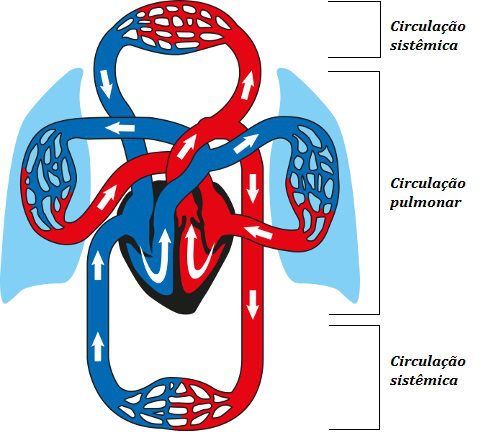 Circulação
sistêmica
Circulação
pulmonar
Circulação
sistêmica